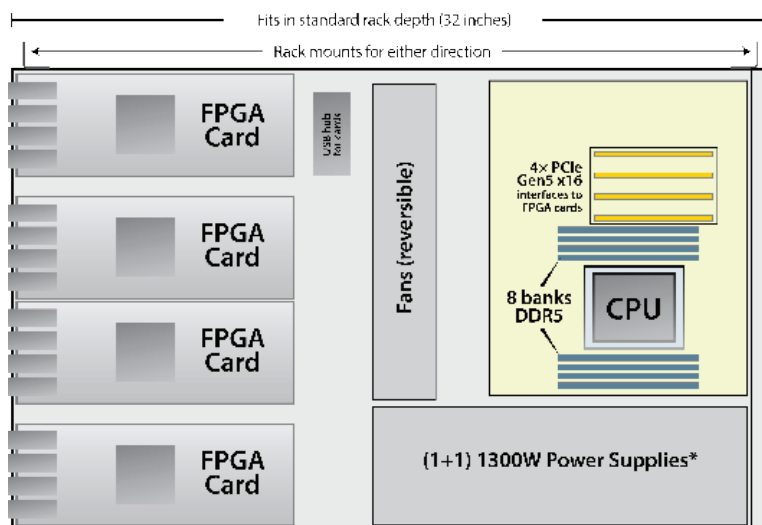 Fits in standard rack depth (32 inches)
Rack mounts for either direction
FPGA
Card
USB hub
for cards
Fans (reversible)
4x PCIe
Gen5 x16
interfaces to
FPGA cards
8 banks
DDR5
CPU
FPGA
Card
FPGA
Card
FPGA
Card
(1+1) 1300W Power Supplies*